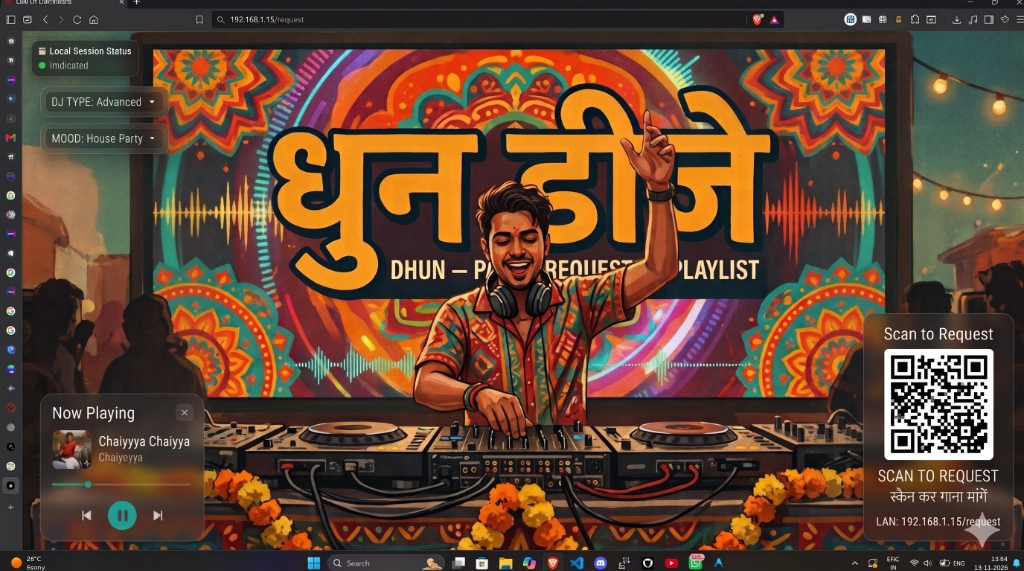 192.168.1.15/request
Local Session Status
Imdicated
DJ TYPE: Advanced
MOOD: House Party
धुन डीजे
DHUN — REQUEST PLAYLIST
Scan to Request
SCAN TO REQUEST
स्कैन कर गाना मांगें
LAN: 192.168.1.15/request
Now Playing
Chaiyyya Chaiyya
Chaiyeyya
28°C
Esony
Search
ENG
IN
13:64
13-11-2026